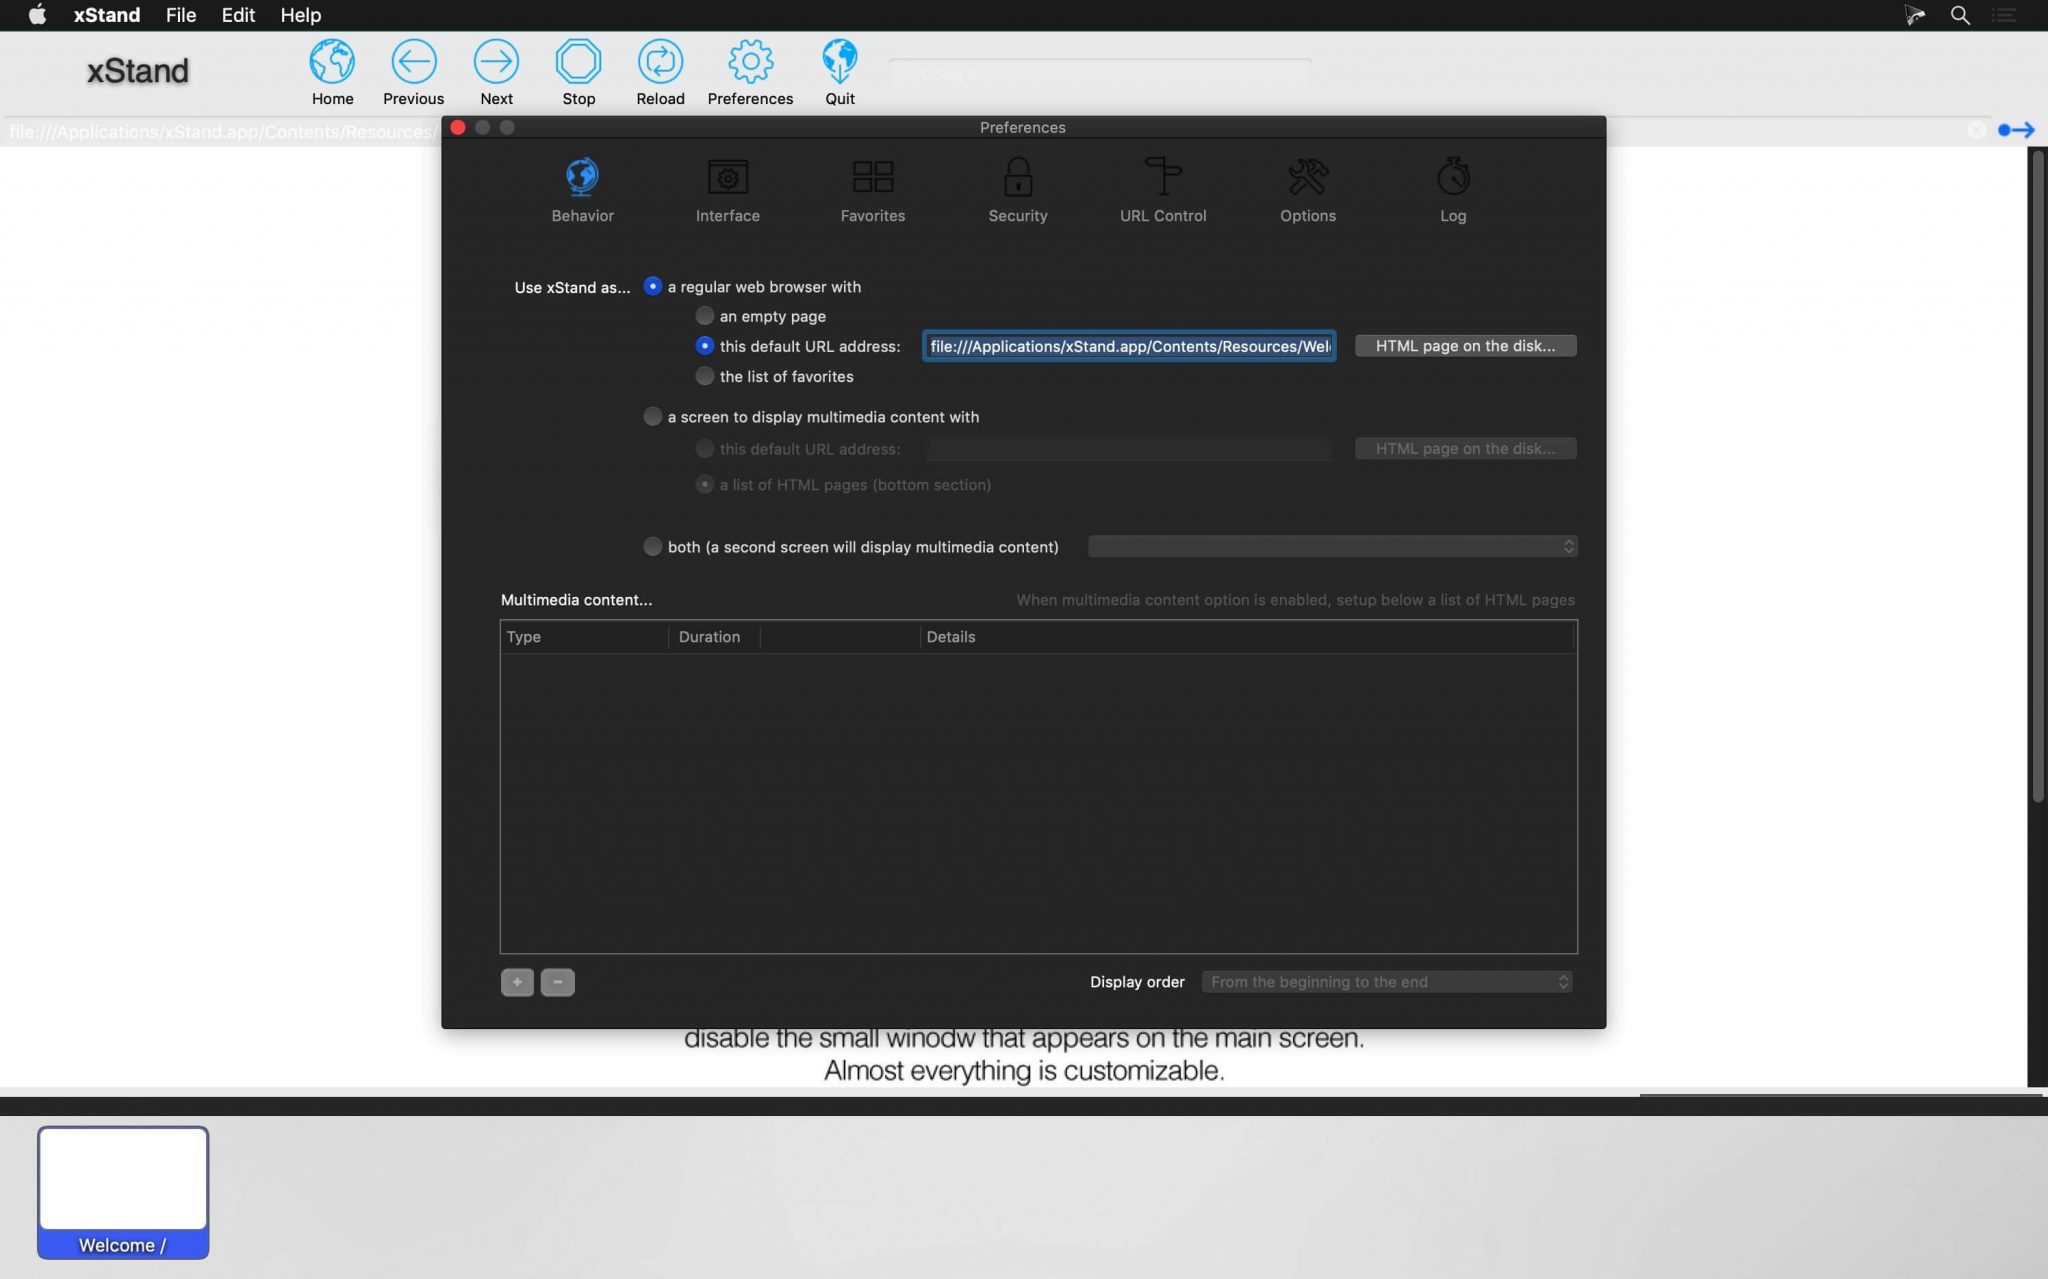 xStand File Edit Help
xStand
Home Previous Next Stop Reload Preferences Quit
file:///Applications/xStand.app/Contents/Resources/
Preferences
Behavior Interface Favorites Security URL Control Options Log
Use xStand as... a regular web browser with
an empty page
this default URL address: file:///Applications/xStand.app/Contents/Resources/Wel HTML page on the disk...
the list of favorites
a screen to display multimedia content with
this default URL address: HTML page on the disk...
a list of HTML pages (bottom section)
both (a second screen will display multimedia content)
Multimedia content... When multimedia content option is enabled, setup below a list of HTML pages
Type Duration Details
+ -
Display order From the beginning to the end
disable the small winodw that appears on the main screen.
Almost everything is customizable.
Welcome /